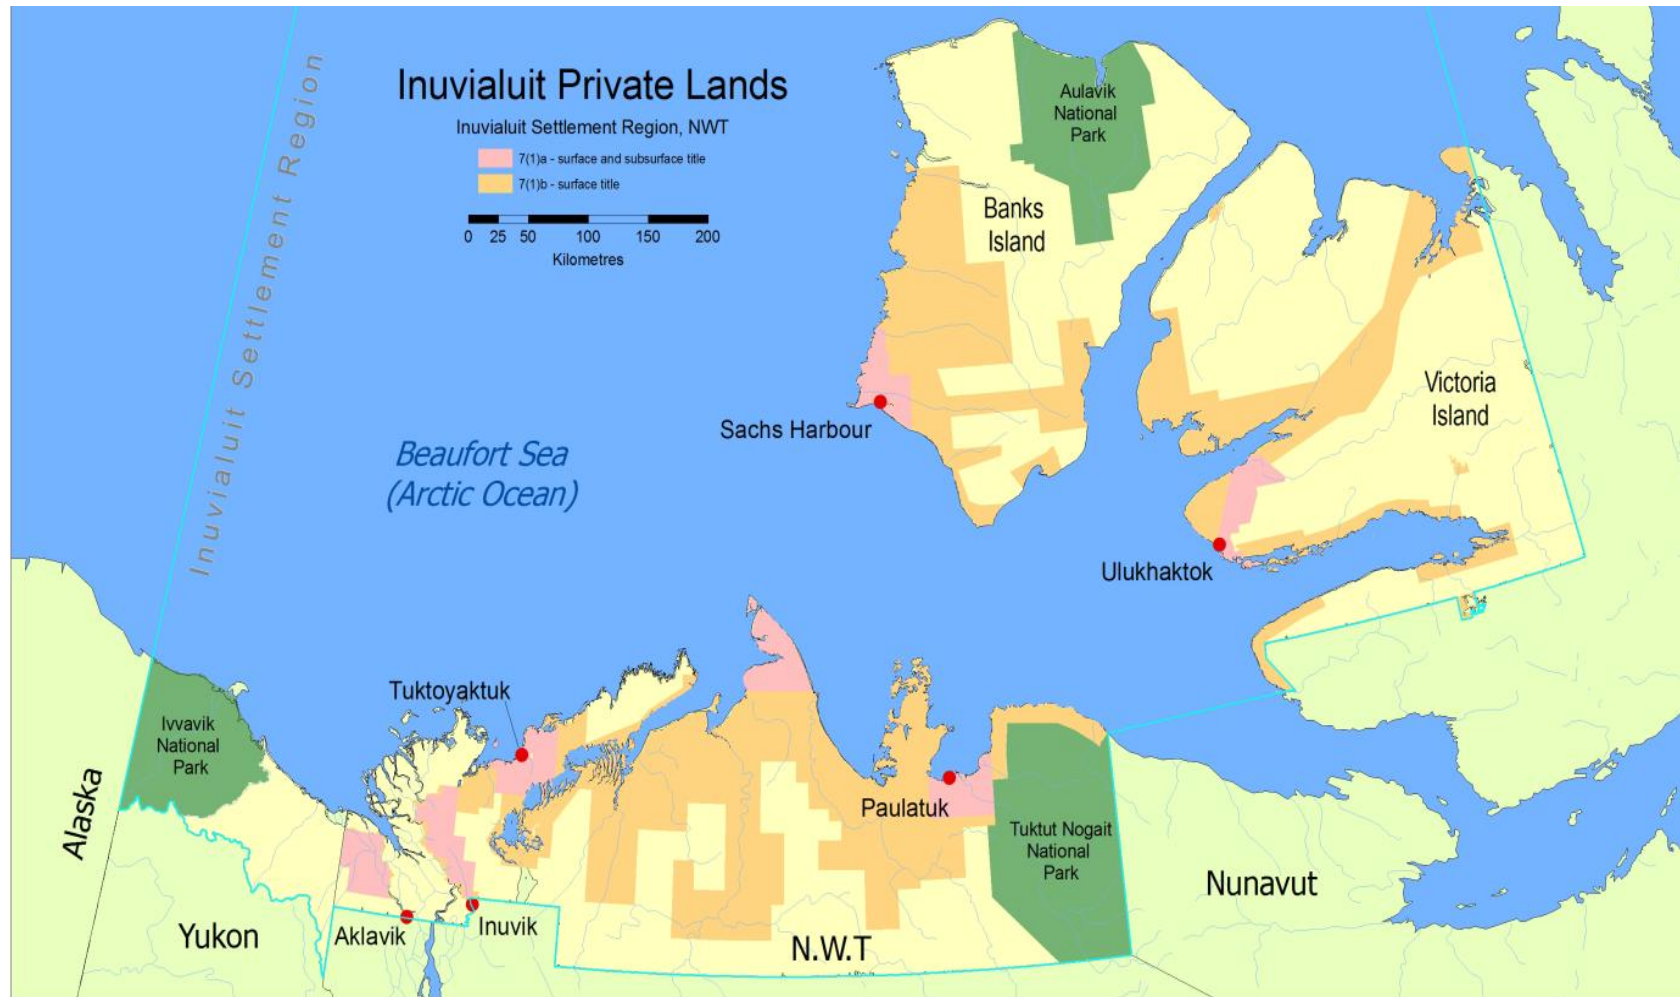 Inuvialuit Private Lands
Inuvialuit Settlement Region, NWT
7(1)a - surface and subsurface title
7(1)b - surface title
0 25 50 100 150 200
Kilometres
Inuvialuit Settlement Region
Aulavik
National
Park
Banks
Island
Victoria
Island
Sachs Harbour
Beaufort Sea
(Arctic Ocean)
Ulukhaktok
Tuktoyaktuk
Ivvavik
National
Park
Paulatuk
Tuktut Nogait
National
Park
Alaska
Nunavut
Yukon
Aklavik
Inuvik
N.W.T